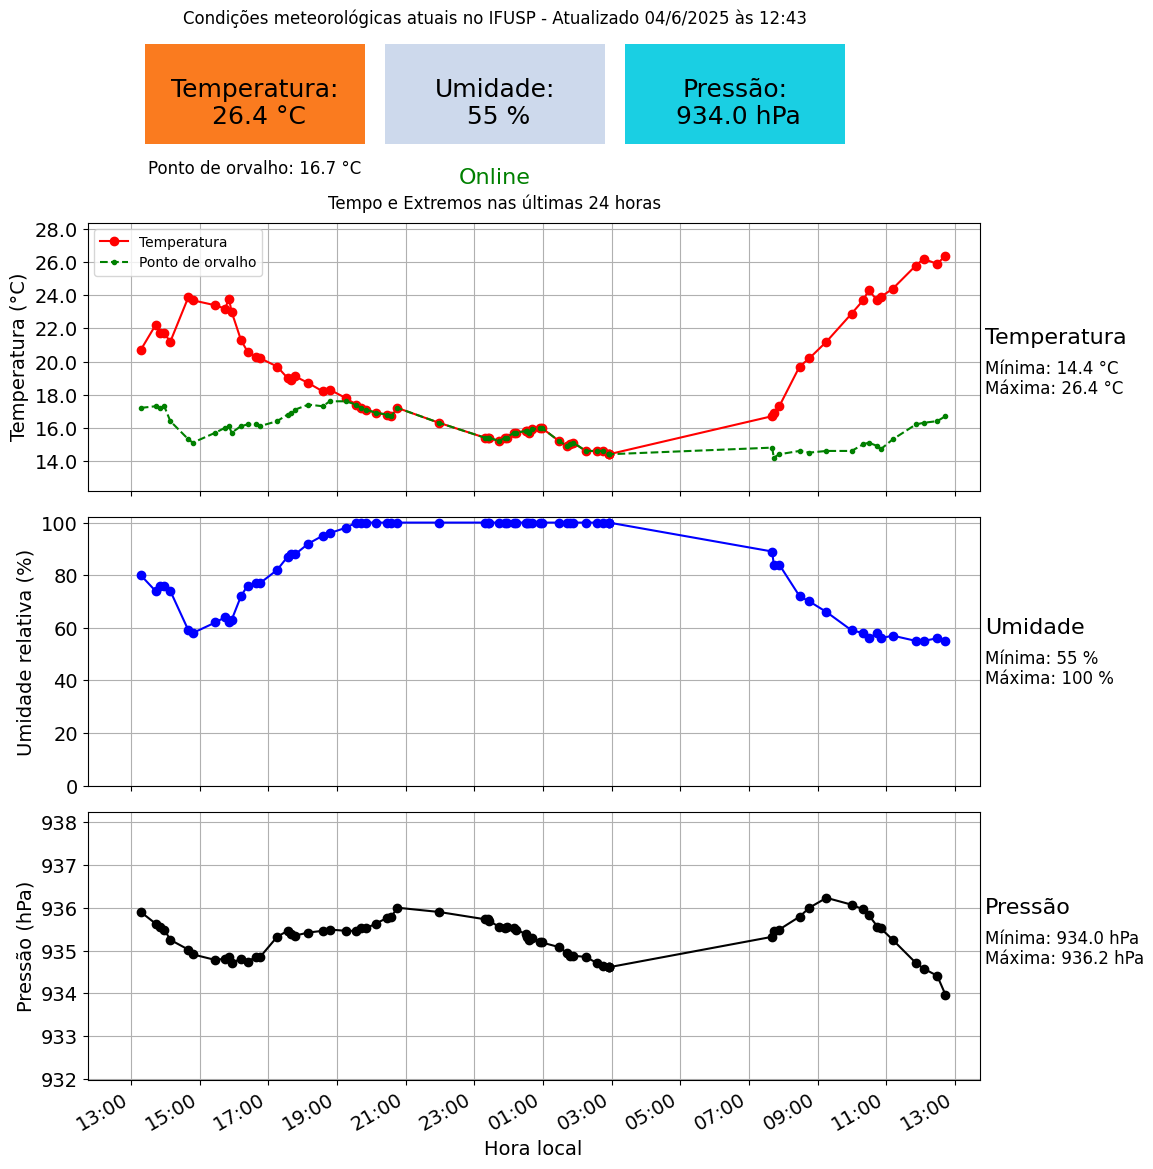 Condições meteorológicas atuais no IFUSP - Atualizado 04/6/2025 às 12:43
Temperatura:
26.4 °C
Umidade:
55 %
Pressão:
934.0 hPa
Ponto de orvalho: 16.7 °C
Online
Tempo e Extremos nas últimas 24 horas
Temperatura (°C)
28.0
26.0
24.0
22.0
20.0
18.0
16.0
14.0
Temperatura
Ponto de orvalho
Temperatura
Mínima: 14.4 °C
Máxima: 26.4 °C
Umidade relativa (%)
100
80
60
40
20
0
Umidade
Mínima: 55 %
Máxima: 100 %
Pressão (hPa)
938
937
936
935
934
933
932
Pressão
Mínima: 934.0 hPa
Máxima: 936.2 hPa
13:00 15:00 17:00 19:00 21:00 23:00 01:00 03:00 05:00 07:00 09:00 11:00 13:00
Hora local